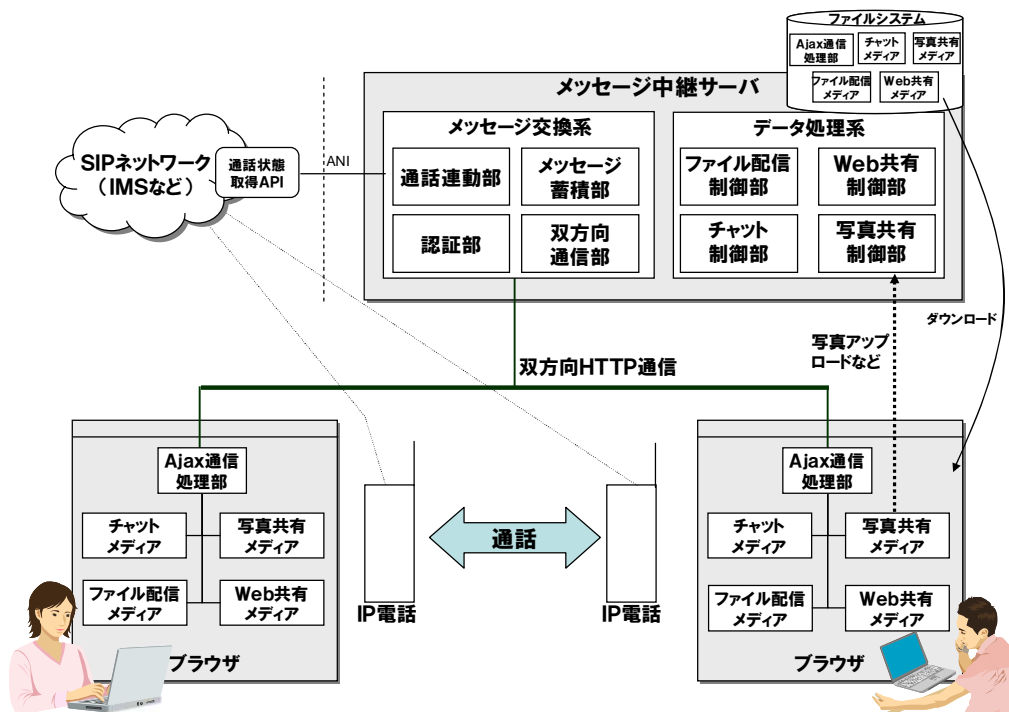 ファイルシステム
Ajax通信
処理部
チャット
メディア
写真共有
メディア
ファイル配信
メディア
Web共有
メディア
メッセージ中継サーバ
メッセージ交換系
データ処理系
SIPネットワーク
(IMSなど)
通話状態
取得API
ANI
通話連動部
メッセージ
蓄積部
認証部
双方向
通信部
ファイル配信
制御部
Web共有
制御部
チャット
制御部
写真共有
制御部
ダウンロード
写真アップ
ロードなど
双方向HTTP通信
Ajax通信
処理部
チャット
メディア
写真共有
メディア
ファイル配信
メディア
Web共有
メディア
ブラウザ
IP電話
通話
IP電話
Ajax通信
処理部
チャット
メディア
写真共有
メディア
ファイル配信
メディア
Web共有
メディア
ブラウザ